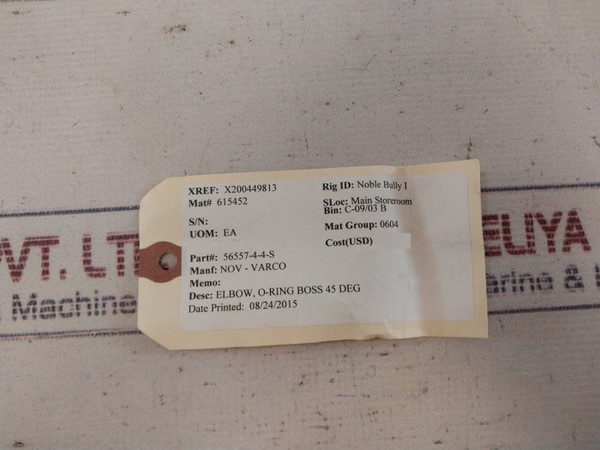 XREF: X200449813
Mat# 615452
S/N:
UOM: EA
Part#: 56557-4-4-S
Manf: NOV - VARCO
Memo:
Desc: ELBOW, O-RING BOSS 45 DEG
Date Printed: 08/24/2015
Rig ID: Noble Bully I
SLoc: Main Storeroom
Bin: C-09/03 B
Mat Group: 0604
Cost(USD)
VT. LT
ELIYA
Machine
arine &